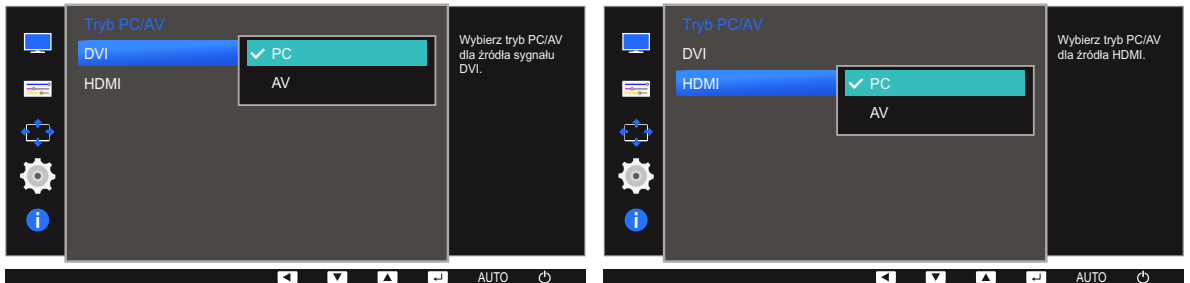 Tryb PC/AV
DVI
PC
HDMI
AV
Wybierz tryb PC/AV
dla źródła sygnału
DVI.
AUTO
Tryb PC/AV
DVI
HDMI
PC
AV
Wybierz tryb PC/AV
dla źródła HDMI.
AUTO